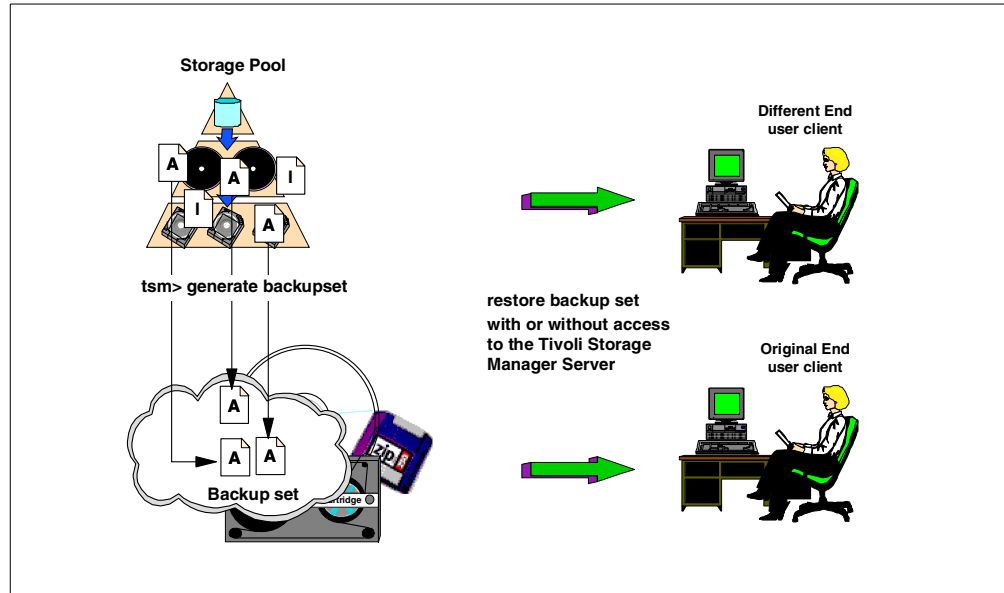 Storage Pool
A
A
I
I
A
tsm> generate backupset
A
A
A
Backup set
zip
artridge
restore backup set
with or without access
to the Tivoli Storage
Manager Server
Different End
user client
Original End
user client